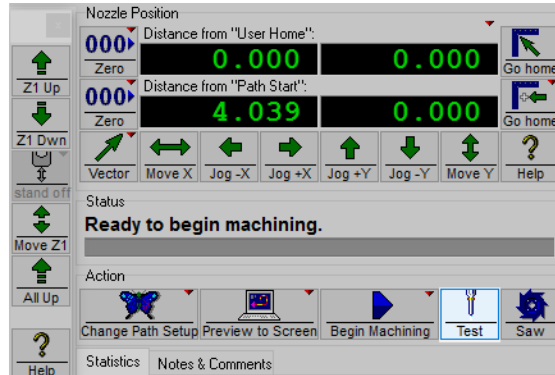 Nozzle Position
Distance from "User Home":
000
Zero
0.000 0.000
Go home
Distance from "Path Start":
000
Zero
4.039 0.000
Go home
Vector Move X Jog -X Jog +X Jog +Y Jog -Y Move Y Help
Z1 Up
Z1 Dwn
stand off
Move Z1
All Up
Help
Status
Ready to begin machining.
Action
Change Path Setup Preview to Screen Begin Machining Test Saw
Statistics Notes & Comments